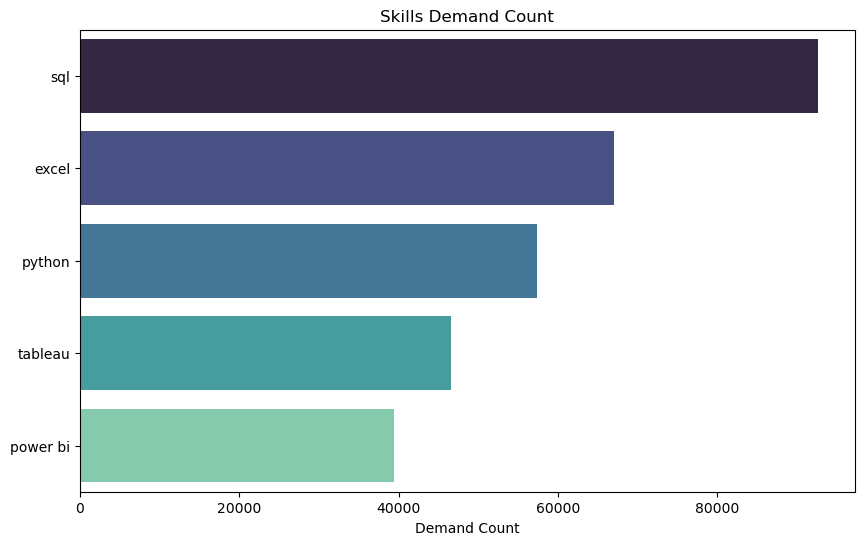 Skills Demand Count
sql
excel
python
tableau
power bi
0 20000 40000 60000 80000
Demand Count